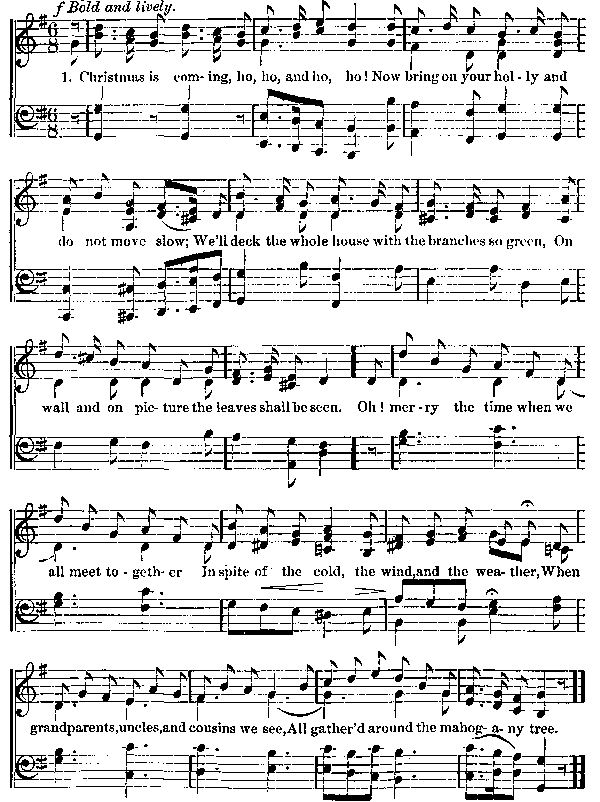 f Bold and lively.
1. Christmas is com-ing, ho, ho, and ho, ho! Now bring on your hol-ly and
do not move slow; We'll deck the whole house with the branches so green, On
wall and on pic-ture the leaves shall be seen. Oh! mer-ry the time when we
all meet to-geth-er In spite of the cold, the wind, and the wea-ther, When
grandparents, uncles, and cousins we see, All gather'd around the mahog-a-ny tree.